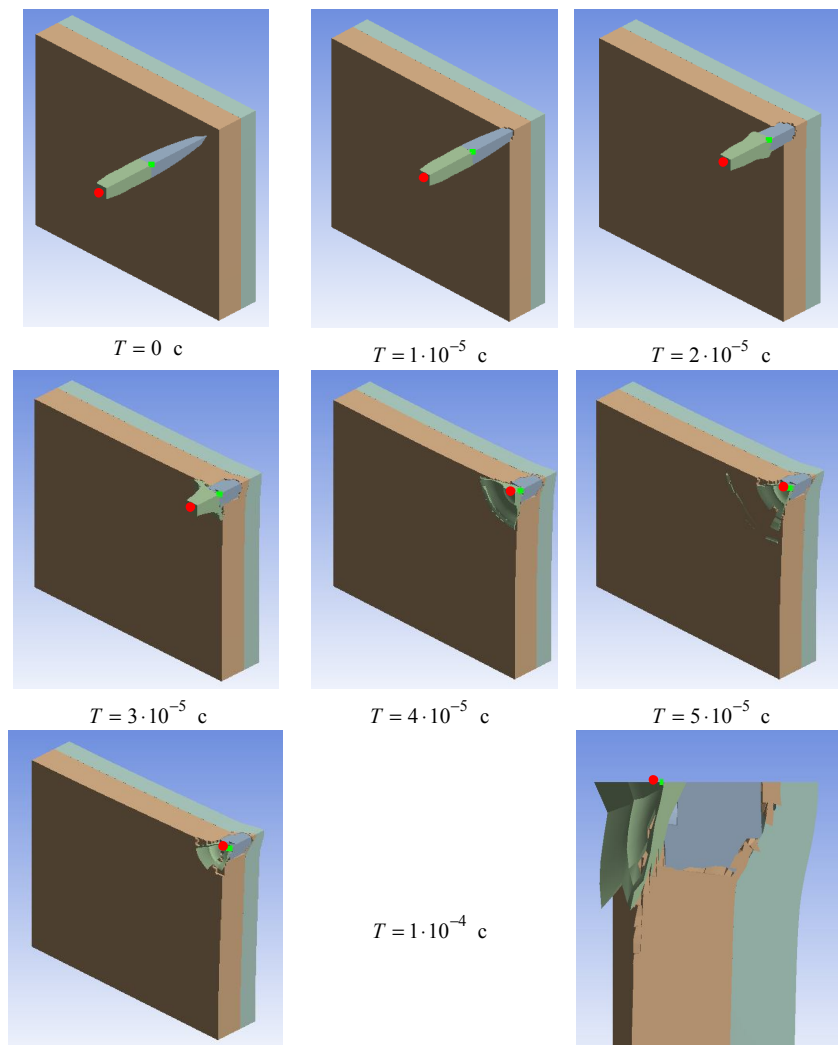 T = 0 с
T = 1·10⁻⁵ с
T = 2·10⁻⁵ с
T = 3·10⁻⁵ с
T = 4·10⁻⁵ с
T = 5·10⁻⁵ с
T = 1·10⁻⁴ с